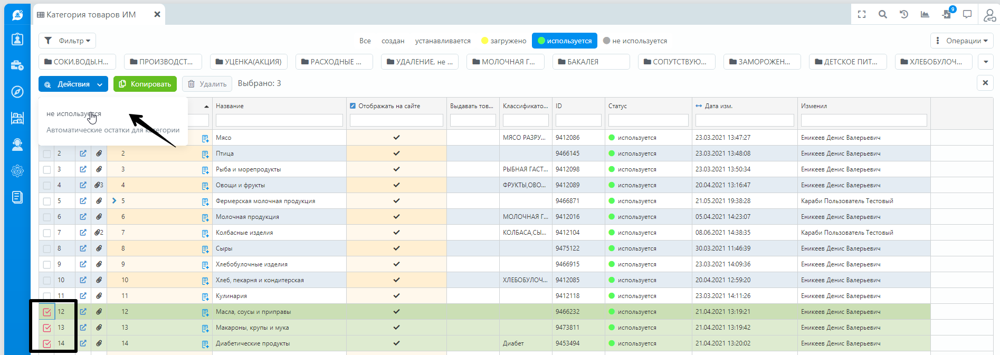 Категория товаров ИМ
9
Фильтр
Все создан устанавливается загружено используется не используется
Операции
СОКИ,ВОДЫ,Н... ПРОИЗВОДСТ... УЦЕНКА(АКЦИЯ) РАСХОДНЫЕ ... УДАЛЕНИЕ, не ... МОЛОЧНАЯ Г... БАКАЛЕЯ СОПУТСТВУЮ... ЗАМОРОЖЕН... ДЕТСКОЕ ПИТ... ХЛЕБОБУЛОЧ...
Действия Копировать Удалить Выбрано: 3
не используется
Автоматические остатки для категории
Название Отображать на сайте Выдавать тов... Классификато... ID Статус Дата изм. Изменил
Мясо МЯСО РАЗРУ... 9412086 используется 23.03.2021 13:47:27 Еникеев Денис Валерьевич
2 2 Птица 9466145 используется 23.03.2021 13:48:08 Еникеев Денис Валерьевич
3 3 Рыба и морепродукты РЫБНАЯ ГАСТ... 9412098 используется 23.03.2021 13:50:34 Еникеев Денис Валерьевич
4 3 4 Овощи и фрукты ФРУКТЫ,ОВО... 9412089 используется 20.04.2021 13:16:47 Еникеев Денис Валерьевич
5 5 Фермерская молочная продукция 9466871 используется 21.05.2021 19:38:28 Караби Пользователь Тестовый
6 6 Молочная продукция МОЛОЧНАЯ Г... 9412016 используется 05.04.2021 14:23:07 Еникеев Денис Валерьевич
7 2 7 Колбасные изделия КОЛБАСА,СЫ... 9412104 используется 08.06.2021 14:38:35 Караби Пользователь Тестовый
8 8 Сыры 9475122 используется 30.03.2021 11:46:39 Еникеев Денис Валерьевич
9 9 Хлебобулочные изделия 9466915 используется 23.03.2021 14:09:36 Еникеев Денис Валерьевич
10 10 Хлеб, пекарня и кондитерская ХЛЕБОБУЛОЧ... 9412085 используется 20.04.2021 12:59:20 Еникеев Денис Валерьевич
11 11 Кулинария 9412118 используется 23.03.2021 14:11:26 Еникеев Денис Валерьевич
12 12 Масла, соусы и приправы 9466232 используется 21.04.2021 13:19:21 Еникеев Денис Валерьевич
13 13 Макароны, крупы и мука 9473811 используется 21.04.2021 13:19:42 Еникеев Денис Валерьевич
14 14 Диабетические продукты Диабет 9453494 используется 21.04.2021 13:20:02 Еникеев Денис Валерьевич